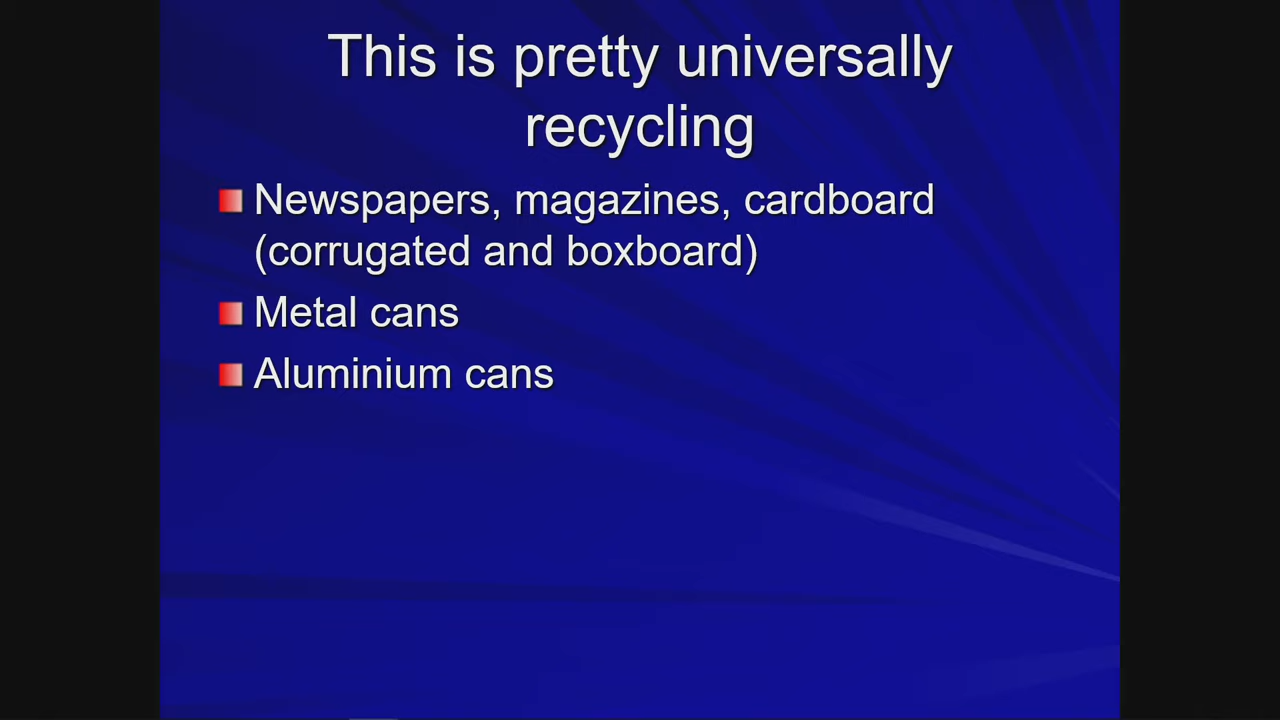 This is pretty universally
recycling
Newspapers, magazines, cardboard
(corrugated and boxboard)
Metal cans
Aluminium cans